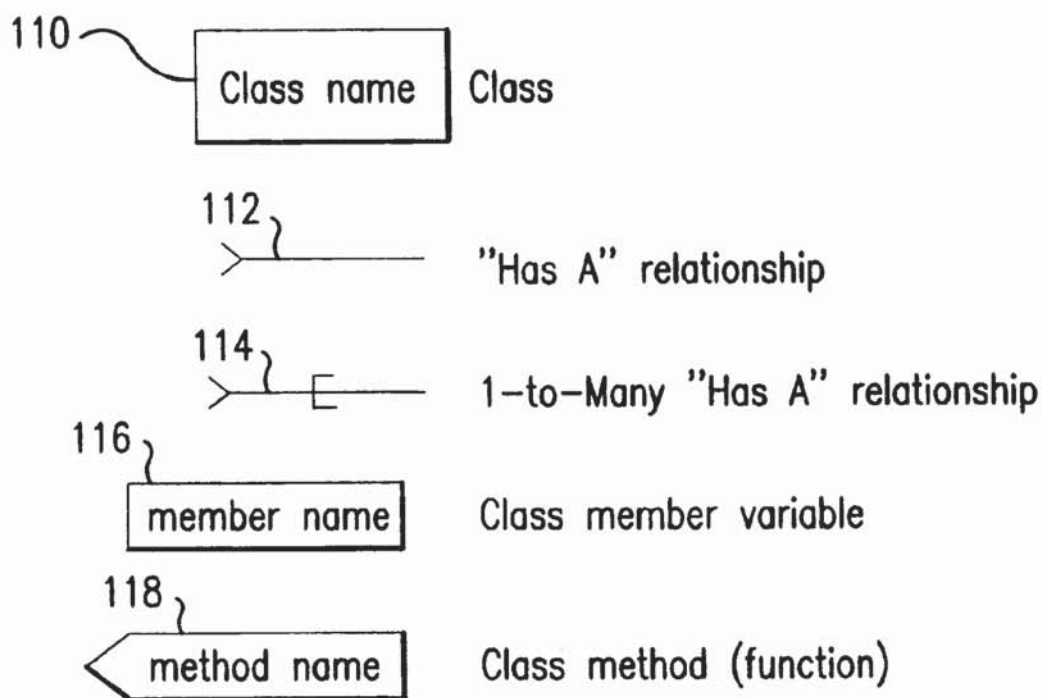 110
Class name Class
112
"Has A" relationship
114
1-to-Many "Has A" relationship
116
member name Class member variable
118
method name Class method (function)